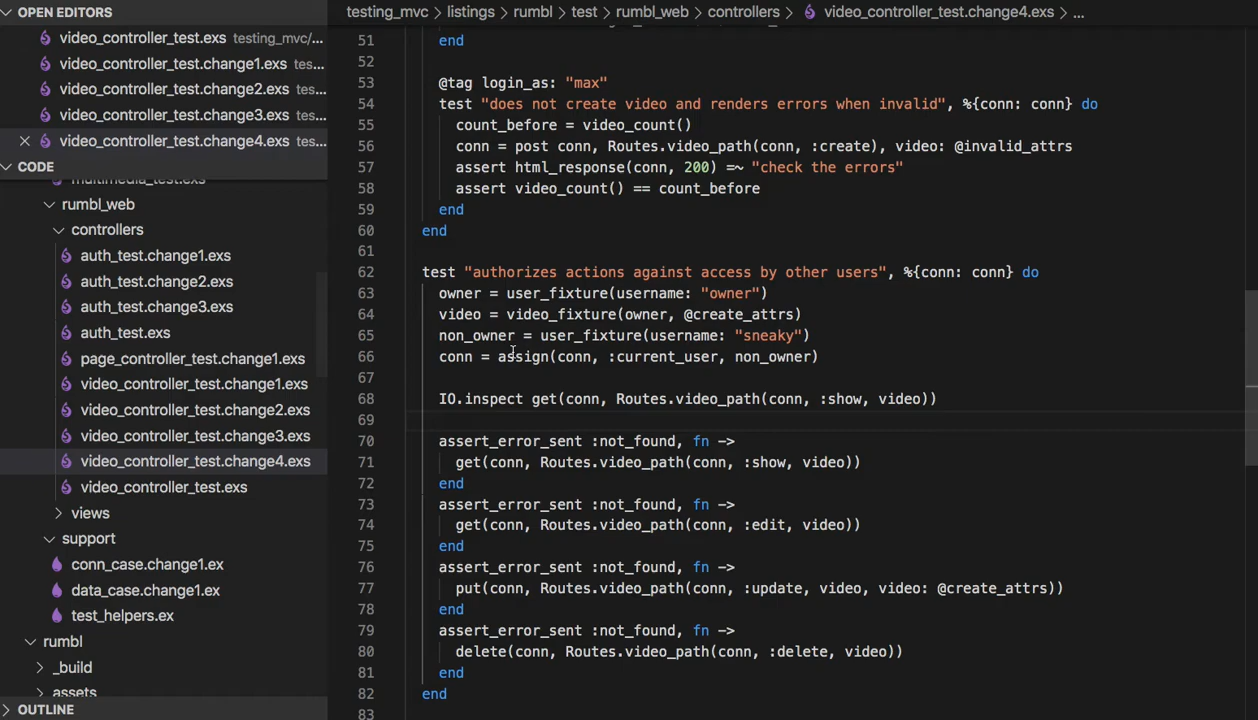 OPEN EDITORS
video_controller_test.exs testing_mvc/...
video_controller_test.change1.exs tes...
video_controller_test.change2.exs tes...
video_controller_test.change3.exs tes...
video_controller_test.change4.exs tes...
CODE
multimedia_test.exs
rumbl_web
controllers
auth_test.change1.exs
auth_test.change2.exs
auth_test.change3.exs
auth_test.exs
page_controller_test.change1.exs
video_controller_test.change1.exs
video_controller_test.change2.exs
video_controller_test.change3.exs
video_controller_test.change4.exs
video_controller_test.exs
views
support
conn_case.change1.ex
data_case.change1.ex
test_helpers.ex
rumbl
_build
assets
OUTLINE
testing_mvc > listings > rumbl > test > rumbl_web > controllers > video_controller_test.change4.exs > ...
51 end
52
53 @tag login_as: "max"
54 test "does not create video and renders errors when invalid", %{conn: conn} do
55 count_before = video_count()
56 conn = post conn, Routes.video_path(conn, :create), video: @invalid_attrs
57 assert html_response(conn, 200) =~ "check the errors"
58 assert video_count() == count_before
59 end
60 end
61
62 test "authorizes actions against access by other users", %{conn: conn} do
63 owner = user_fixture(username: "owner")
64 video = video_fixture(owner, @create_attrs)
65 non_owner = user_fixture(username: "sneaky")
66 conn = assign(conn, :current_user, non_owner)
67
68 IO.inspect get(conn, Routes.video_path(conn, :show, video))
69
70 assert_error_sent :not_found, fn ->
71 get(conn, Routes.video_path(conn, :show, video))
72 end
73 assert_error_sent :not_found, fn ->
74 get(conn, Routes.video_path(conn, :edit, video))
75 end
76 assert_error_sent :not_found, fn ->
77 put(conn, Routes.video_path(conn, :update, video, video: @create_attrs))
78 end
79 assert_error_sent :not_found, fn ->
80 delete(conn, Routes.video_path(conn, :delete, video))
81 end
82 end
83